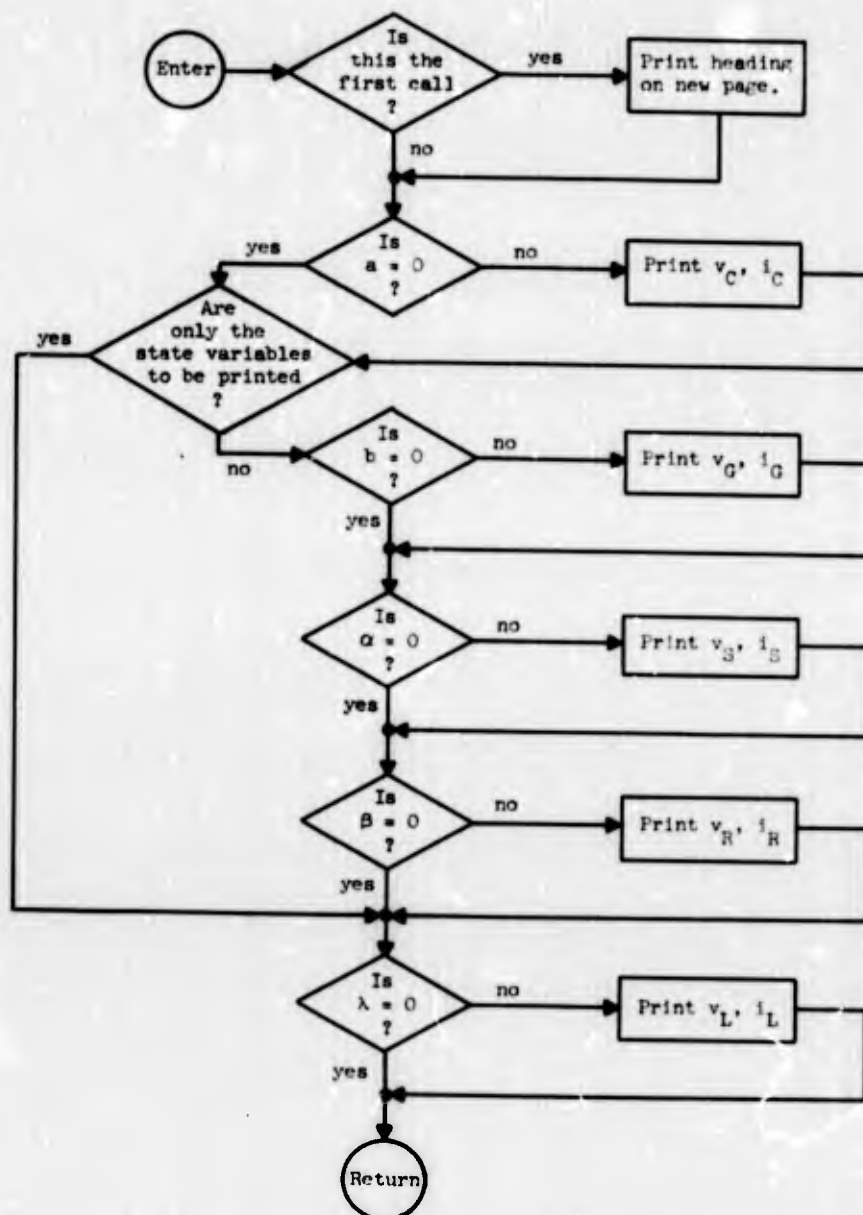 Enter
Is
this the
first call
?
yes
Print heading
on new page.
no
Is
a = 0
?
yes
no
Print v_C, i_C
Are
only the
state variables
to be printed
?
yes
no
Is
b = 0
?
no
Print v_G, i_G
yes
Is
α = 0
?
no
Print v_S, i_S
yes
Is
β = 0
?
no
Print v_R, i_R
yes
Is
λ = 0
?
no
Print v_L, i_L
yes
Return